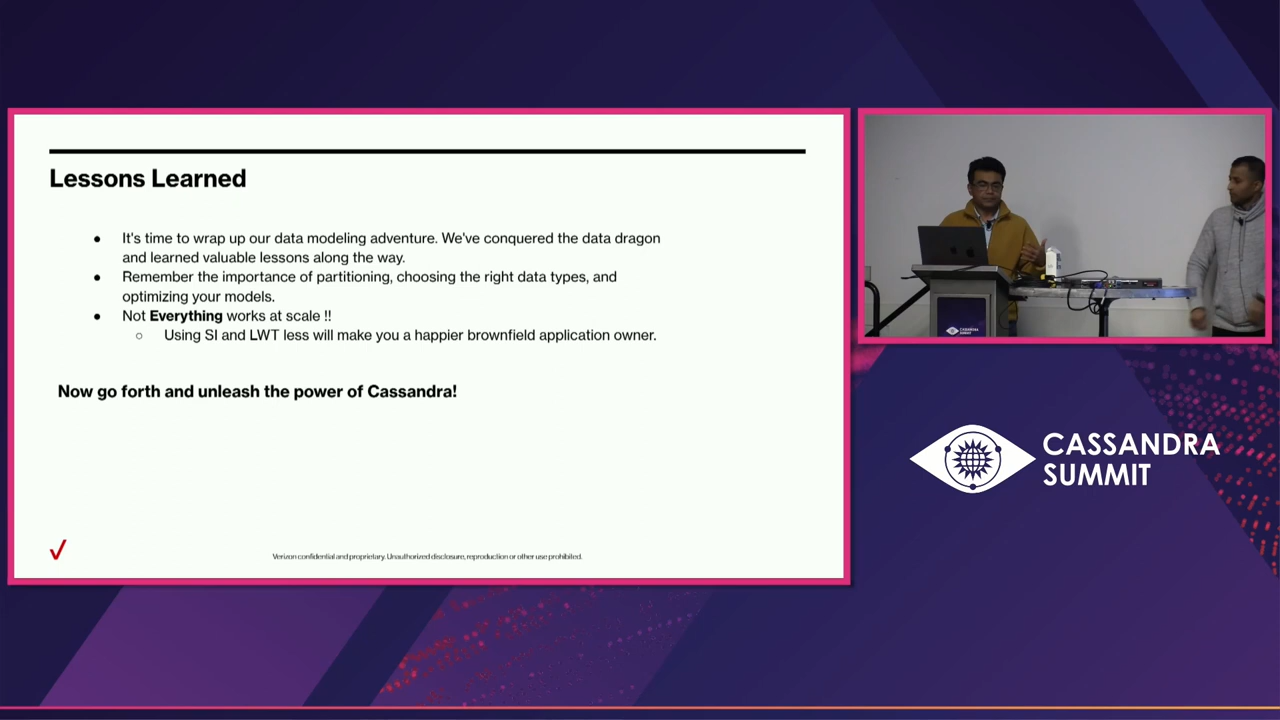 Lessons Learned
● It's time to wrap up our data modeling adventure. We've conquered the data dragon
and learned valuable lessons along the way.
● Remember the importance of partitioning, choosing the right data types, and
optimizing your models.
● Not Everything works at scale !!
○ Using SI and LWT less will make you a happier brownfield application owner.
Now go forth and unleash the power of Cassandra!
Verizon confidential and proprietary. Unauthorized disclosure, reproduction or other use prohibited.
CASSANDRA
SUMMIT
CASSANDRA
SUMMIT